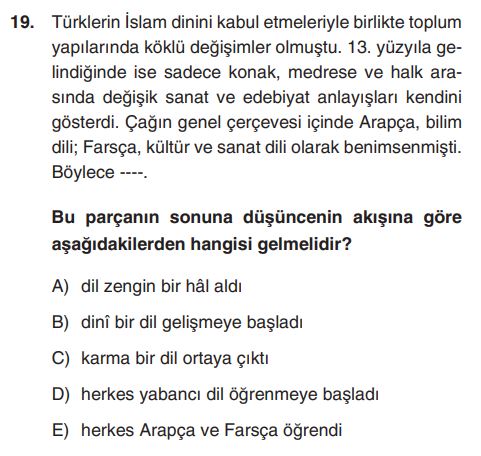 19. Türklerin İslam dinini kabul etmeleriyle birlikte toplum
yapılarında köklü değişimler olmuştu. 13. yüzyıla ge-
lindiğinde ise sadece konak, medrese ve halk ara-
sında değişik sanat ve edebiyat anlayışları kendini
gösterdi. Çağın genel çerçevesi içinde Arapça, bilim
dili; Farsça, kültür ve sanat dili olarak benimsenmişti.
Böylece ----.
Bu parçanın sonuna düşüncenin akışına göre
aşağıdakilerden hangisi gelmelidir?
A) dil zengin bir hâl aldı
B) dinî bir dil gelişmeye başladı
C) karma bir dil ortaya çıktı
D) herkes yabancı dil öğrenmeye başladı
E) herkes Arapça ve Farsça öğrendi